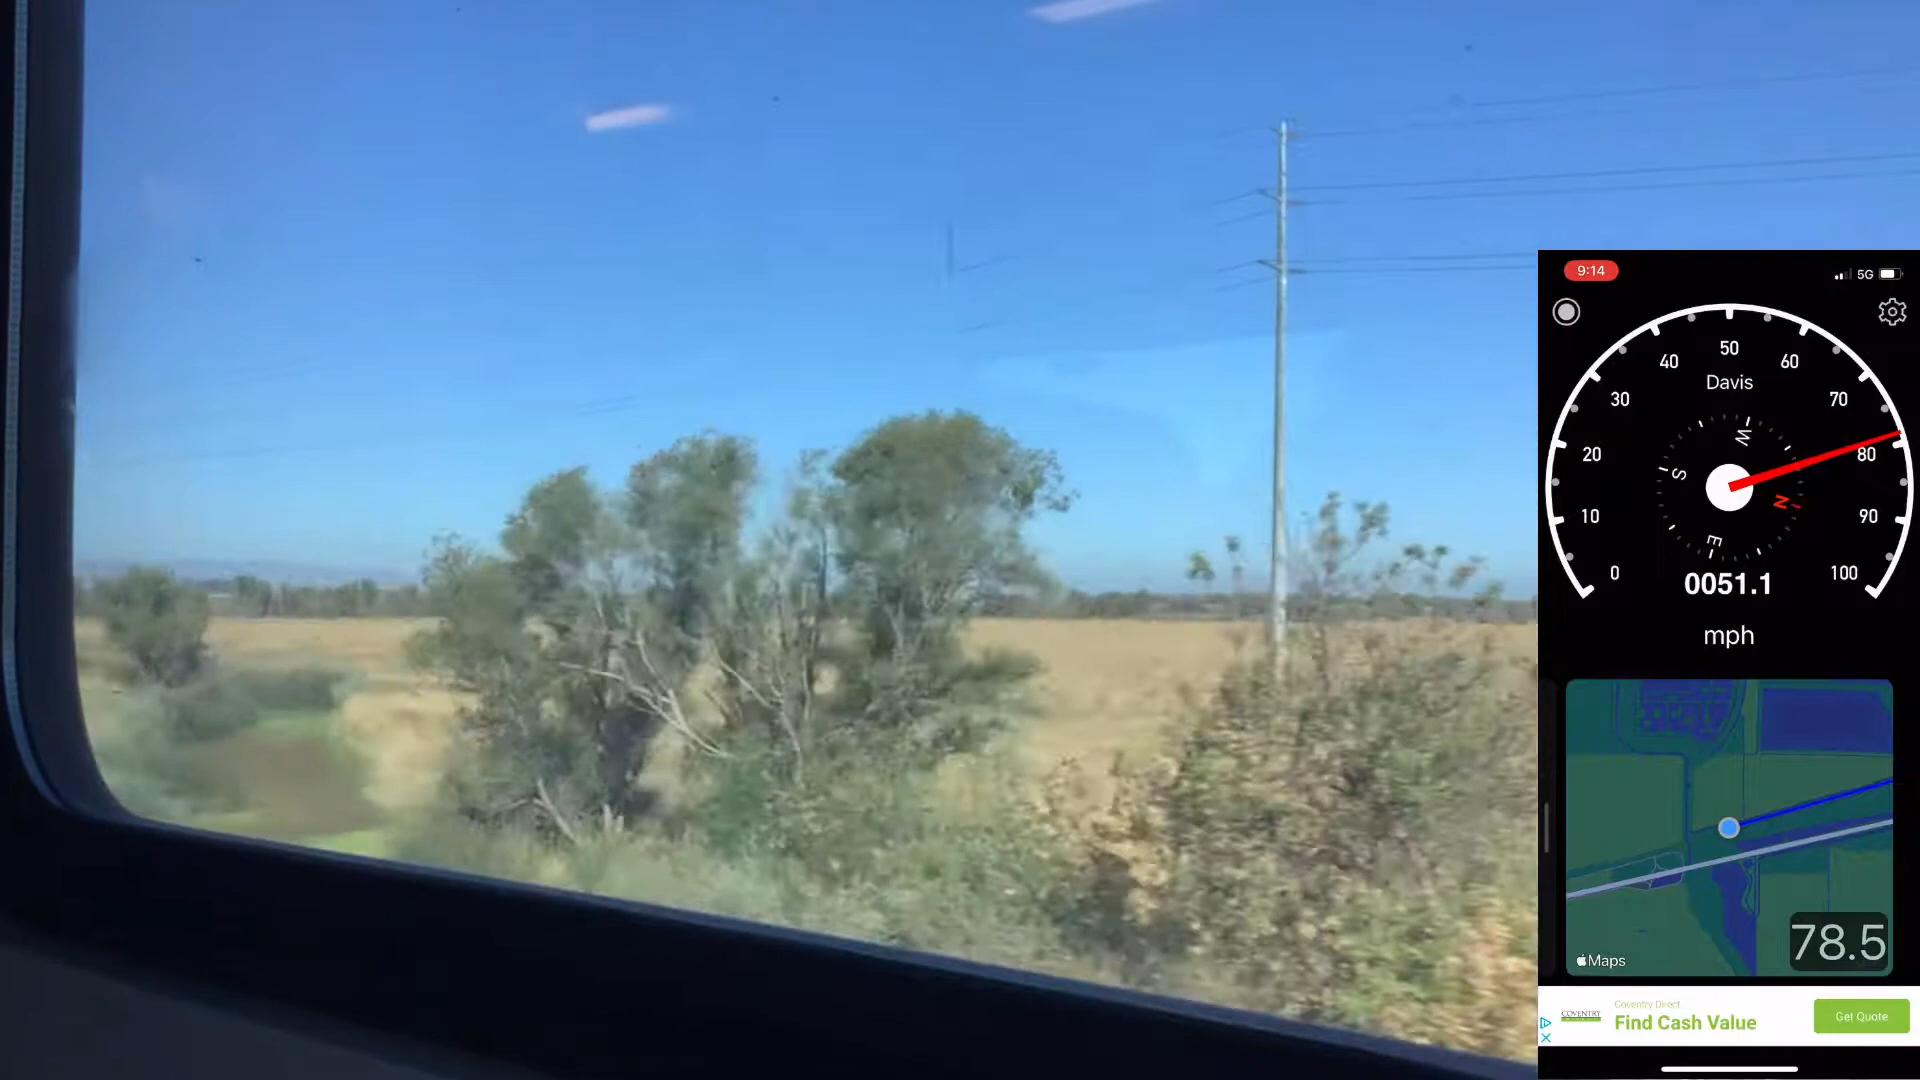 9:14
5G
50
40
60
Davis
30
70
W
20
80
S
N
10
90
E
0
0051.1
100
mph
78.5
Maps
Coventry Direct
COVENTRY
Find Cash Value
Get Quote